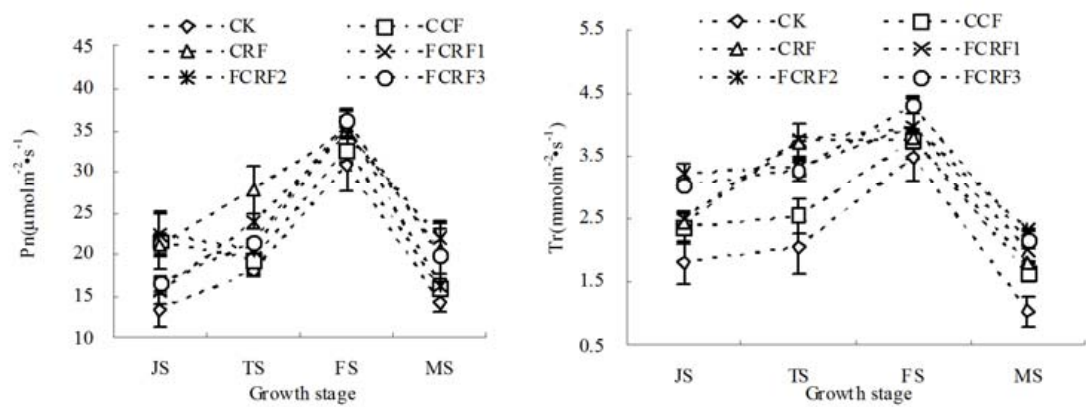 CK CCF
CRF FCRF1
FCRF2 FCRF3
45
40
35
30
25
20
15
10
Pn(μmolm⁻²•s⁻¹)
JS TS FS MS
Growth stage
CK CCF
CRF FCRF1
FCRF2 FCRF3
5.5
4.5
3.5
2.5
1.5
0.5
Tr(mmolm⁻²•s⁻¹)
JS TS FS MS
Growth stage